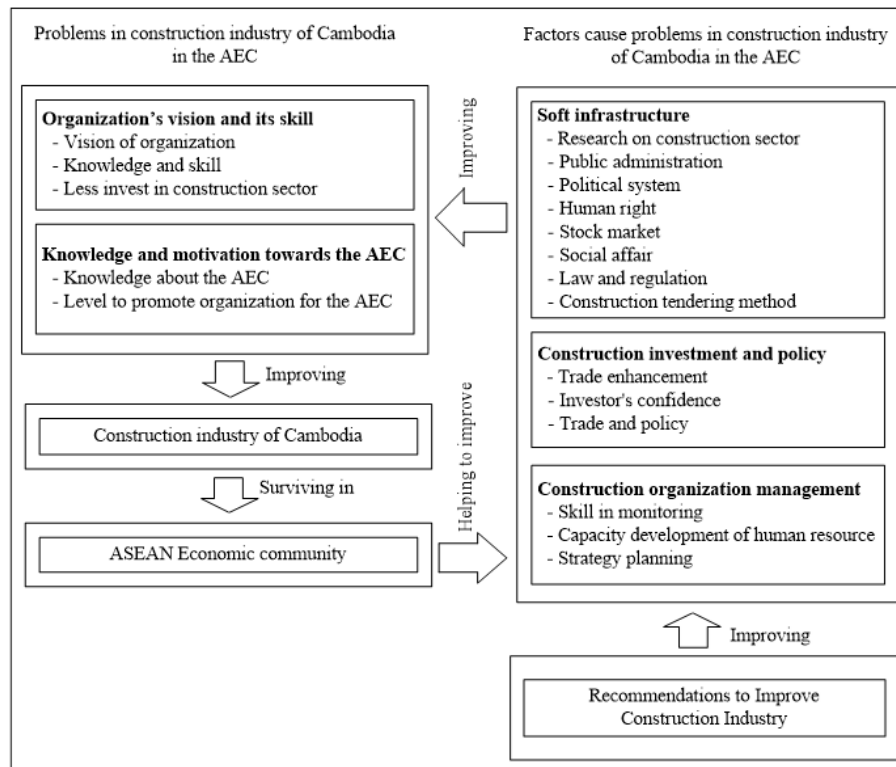 Problems in construction industry of Cambodia
in the AEC
Organization's vision and its skill
- Vision of organization
- Knowledge and skill
- Less invest in construction sector
Knowledge and motivation towards the AEC
- Knowledge about the AEC
- Level to promote organization for the AEC
Improving
Construction industry of Cambodia
Surviving in
ASEAN Economic community
Improving
Helping to improve
Factors cause problems in construction industry
of Cambodia in the AEC
Soft infrastructure
- Research on construction sector
- Public administration
- Political system
- Human right
- Stock market
- Social affair
- Law and regulation
- Construction tendering method
Construction investment and policy
- Trade enhancement
- Investor's confidence
- Trade and policy
Construction organization management
- Skill in monitoring
- Capacity development of human resource
- Strategy planning
Improving
Recommendations to Improve
Construction Industry